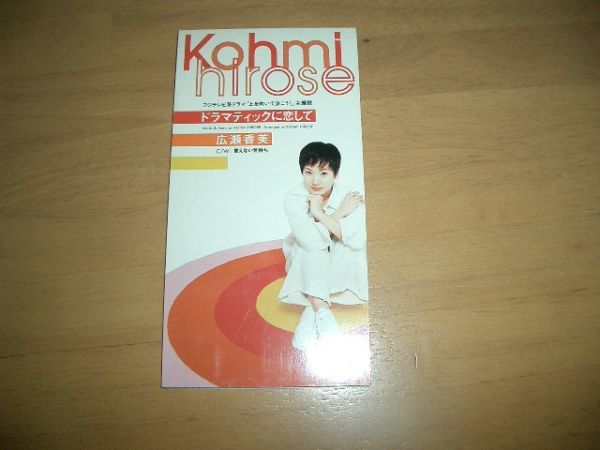 Kohmi
hirose
フジテレビ系ドラマ「上を向いて歩こう!」主題歌
ドラマティックに恋して
広瀬香美
C/W 言えない気持ち